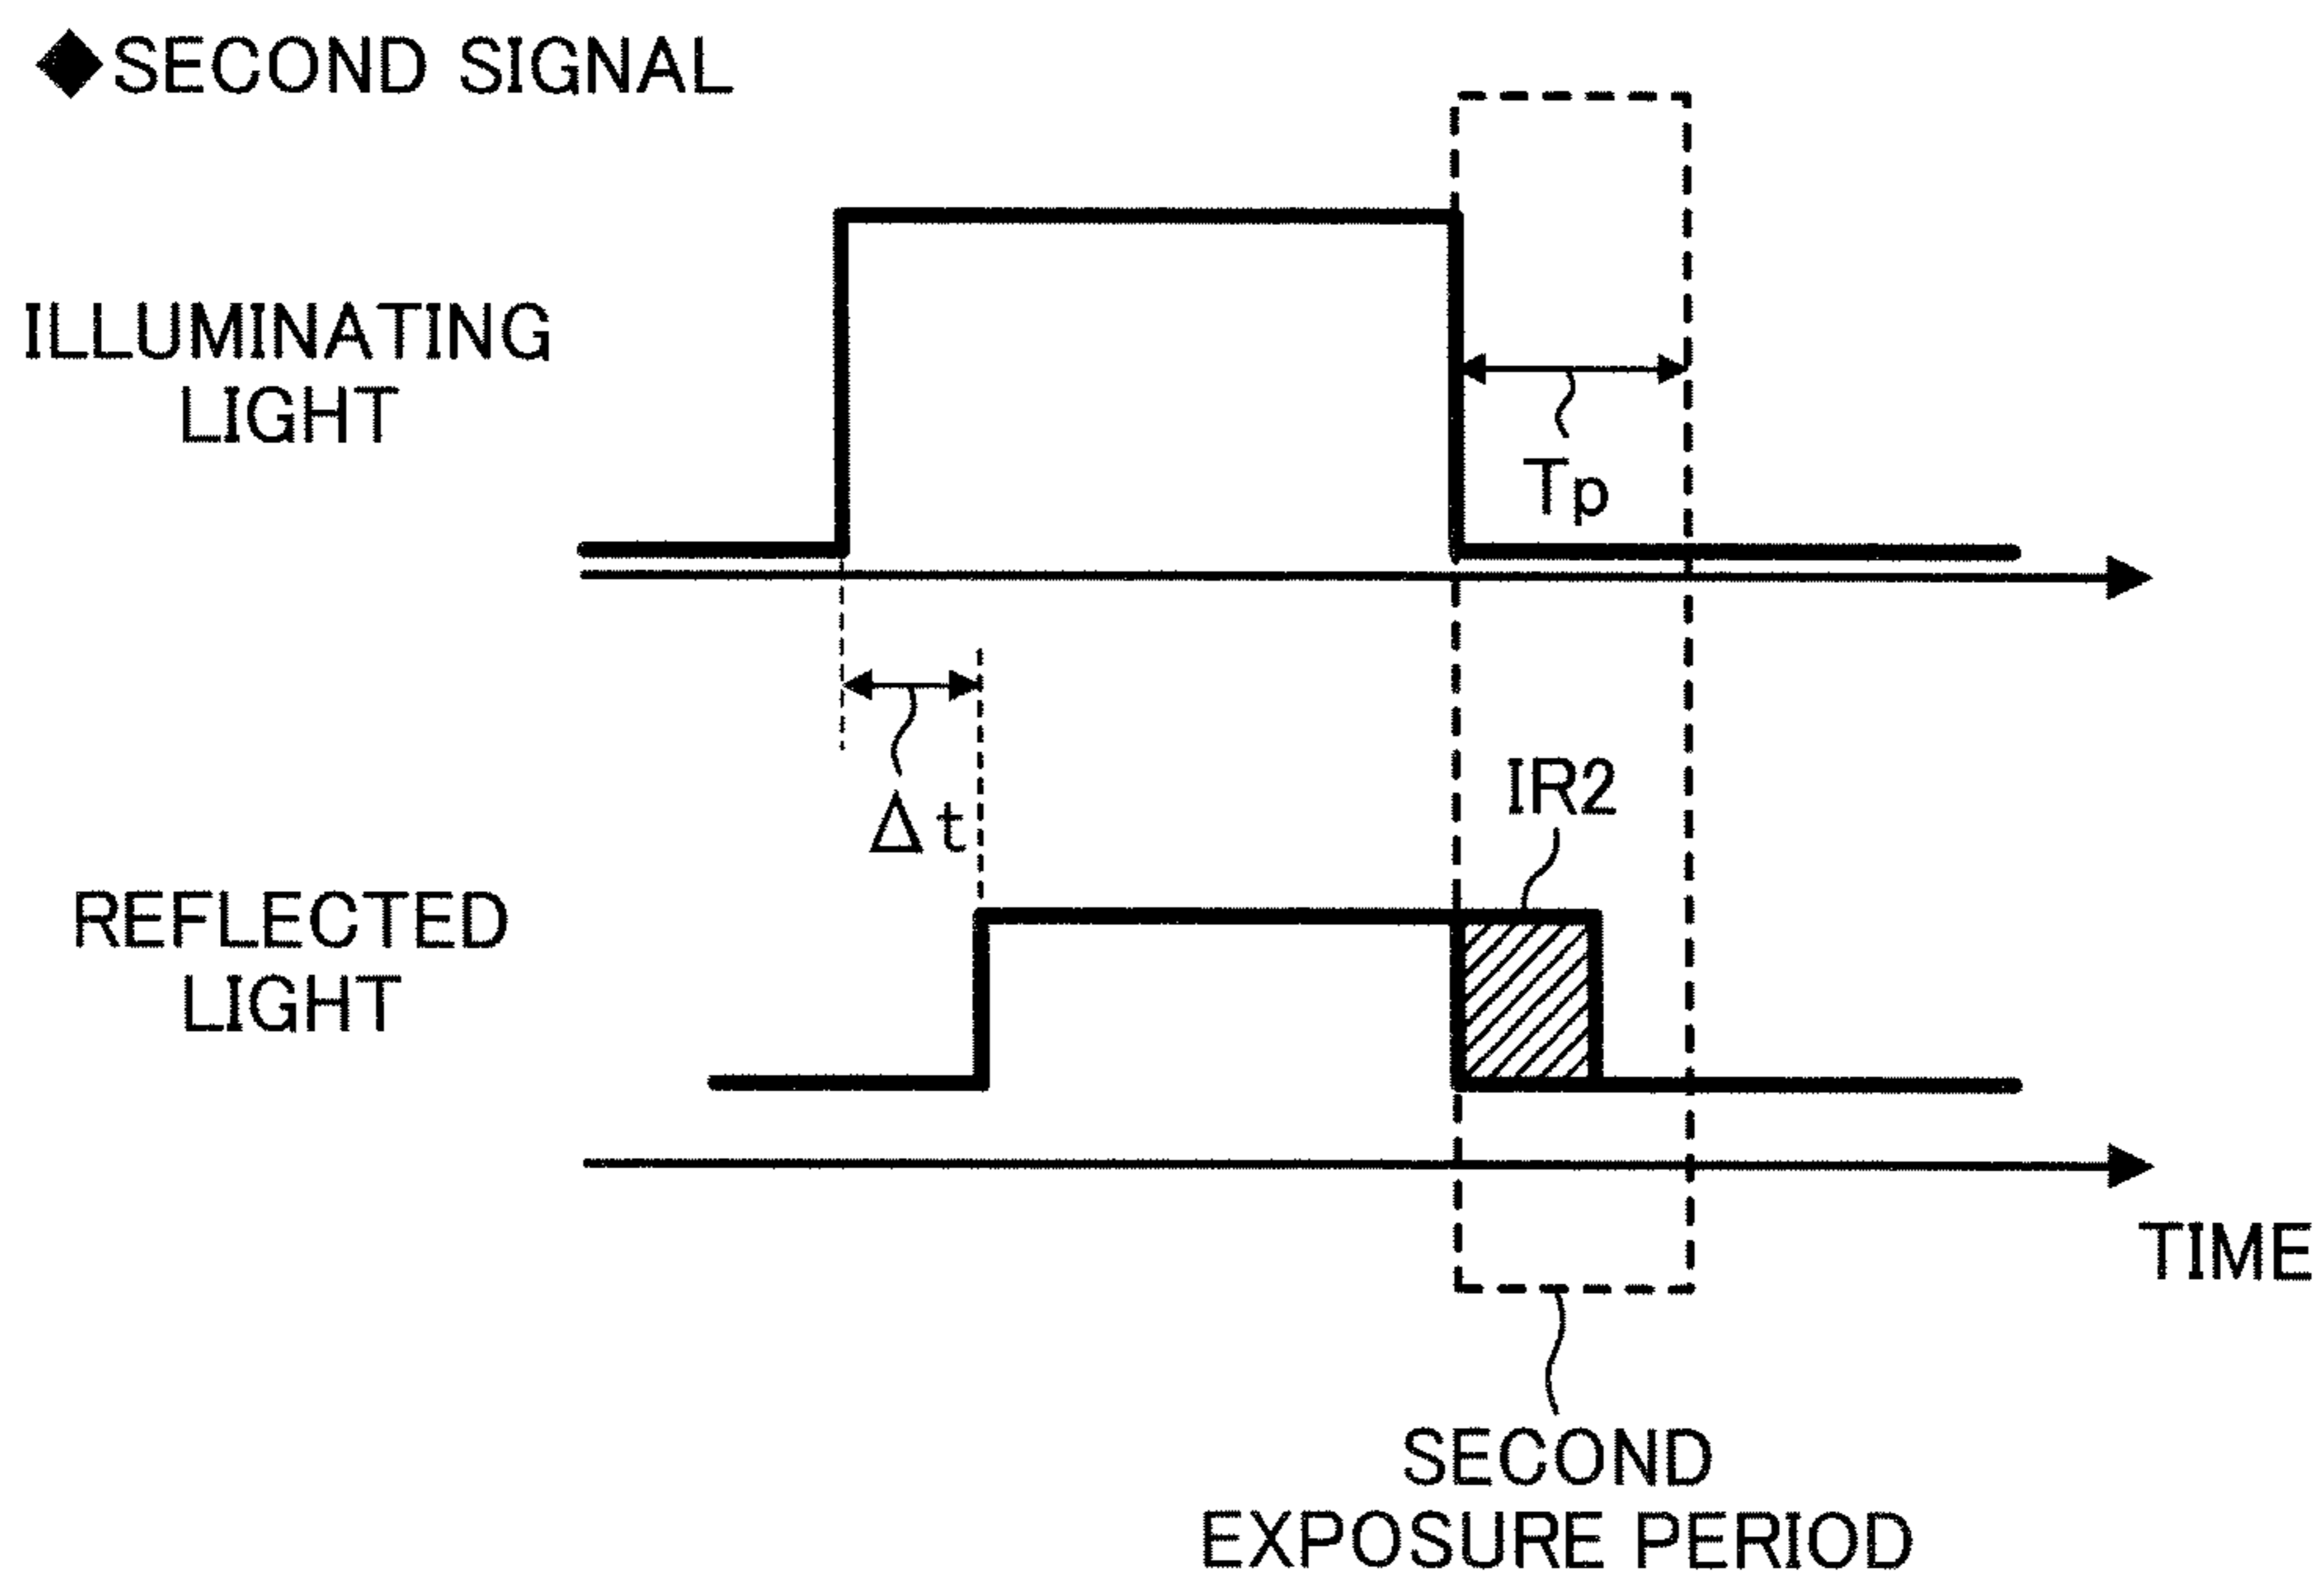 ◆SECOND SIGNAL
ILLUMINATING
LIGHT
Tp
Δt
IR2
REFLECTED
LIGHT
TIME
SECOND
EXPOSURE PERIOD